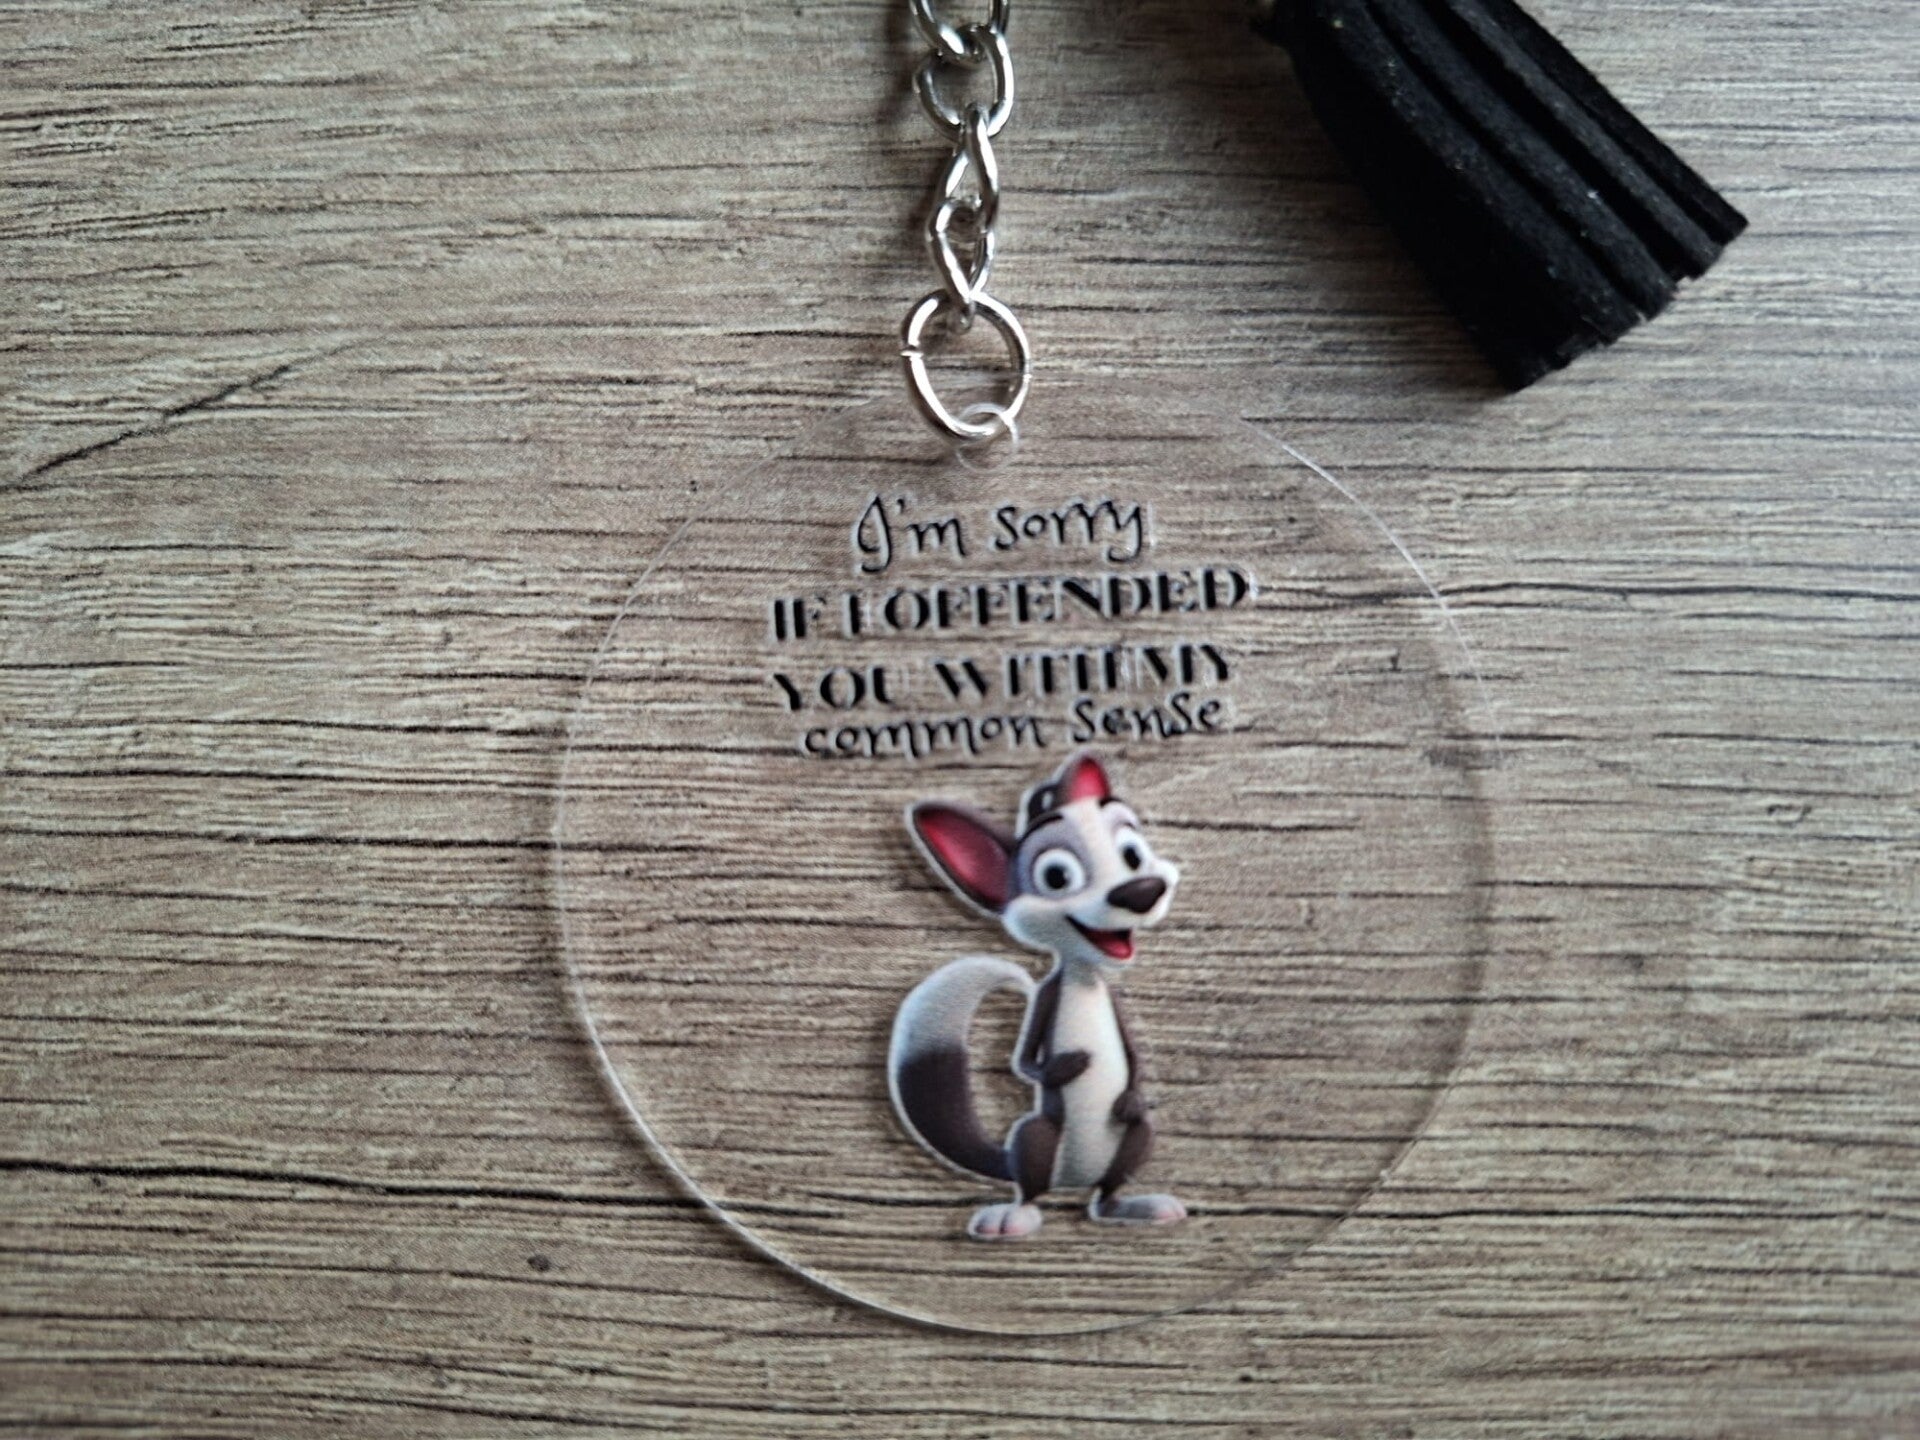 I'm sorry
IF I OFFENDED
YOU WITH MY
common sense